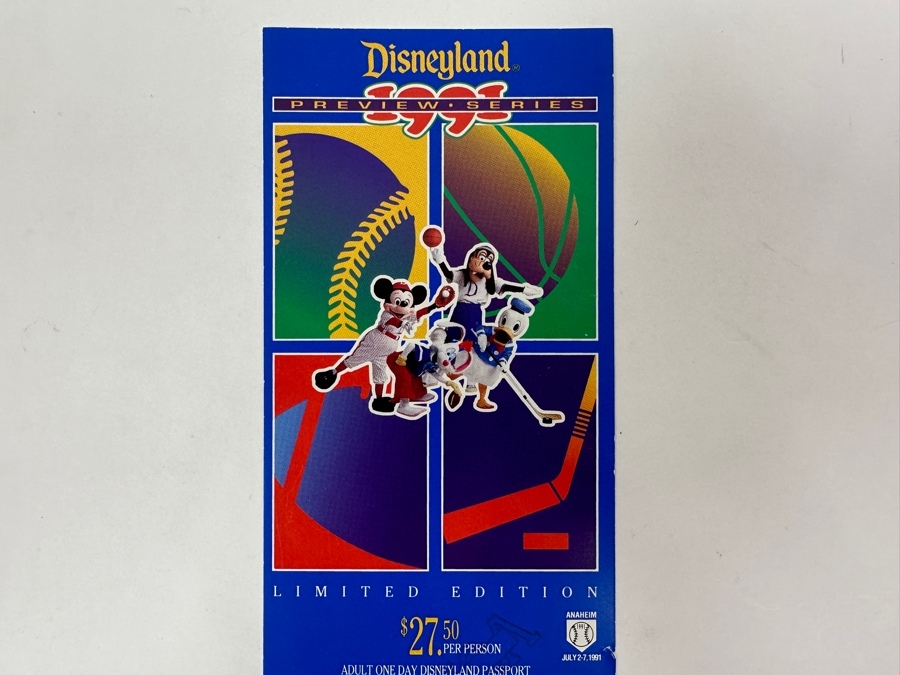 Disneyland
1991
PREVIEW · SERIES
D
LIMITED EDITION
$27.50
PER PERSON
ADULT ONE DAY DISNEYLAND PASSPORT
ANAHEIM
1991
JULY 2-7, 1991